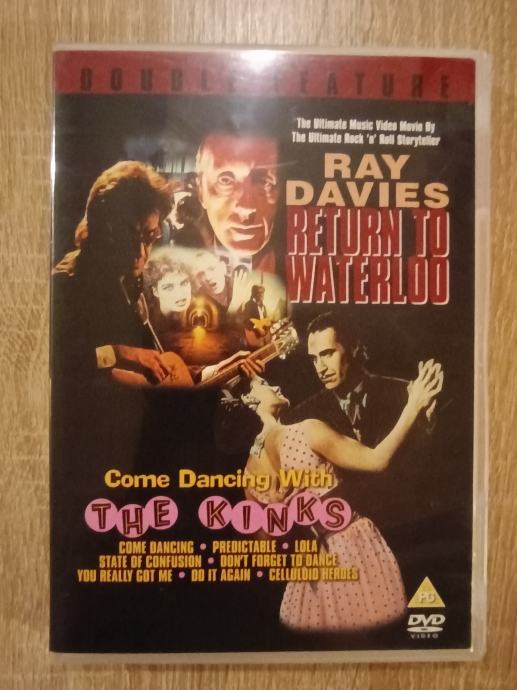 DOUBLE FEATURE
The Ultimate Music Video Movie By
The Ultimate Rock 'n' Roll Storyteller
RAY
DAVIES
RETURN TO
WATERLOO
Come Dancing With
THE KINKS
COME DANCING • PREDICTABLE • LOLA
STATE OF CONFUSION • DON'T FORGET TO DANCE
YOU REALLY GOT ME • DO IT AGAIN • CELLULOID HEROES
PG
DVD
VIDEO